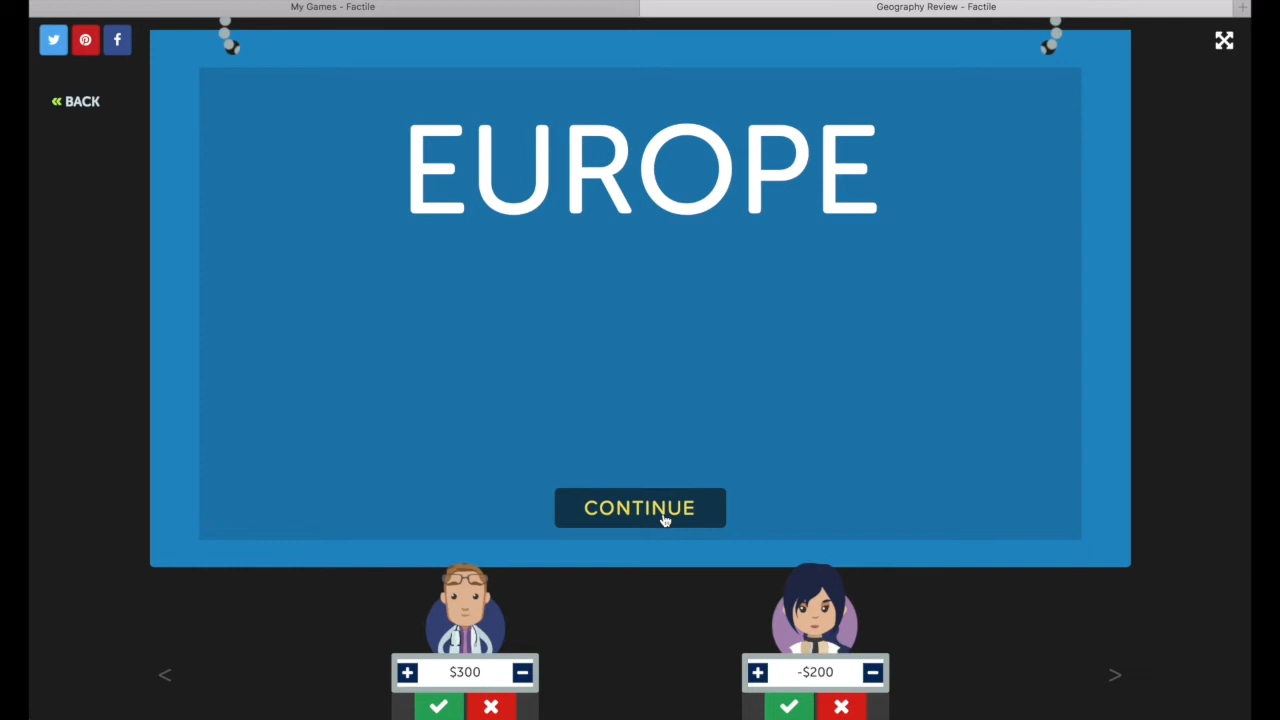 My Games - Factile
Geography Review - Factile
+
f
« BACK
EUROPE
CONTINUE
+ $300 −
+ -$200 −
<
>